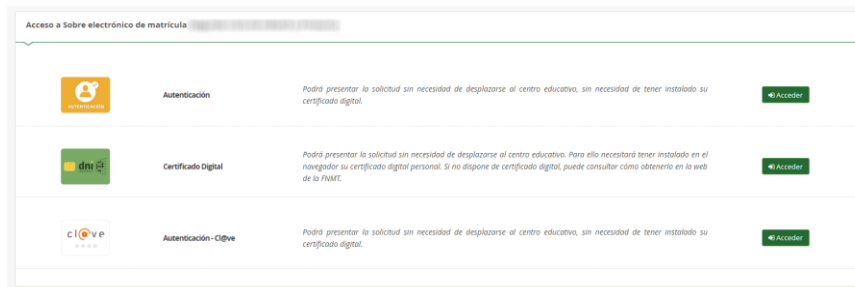 Acceso a Sobre electrónico de matrícula
AUTENTICACIÓN
Autenticación
Podrá presentar la solicitud sin necesidad de desplazarse al centro educativo, sin necesidad de tener instalado su
certificado digital.
Acceder
dni
Certificado Digital
Podrá presentar la solicitud sin necesidad de desplazarse al centro educativo. Para ello necesitará tener instalado en el
navegador su certificado digital personal. Si no dispone de certificado digital, puede consultar cómo obtenerlo en la web
de la FNMT.
Acceder
cl@ve
Autenticación - Cl@ve
Podrá presentar la solicitud sin necesidad de desplazarse al centro educativo, sin necesidad de tener instalado su
certificado digital.
Acceder